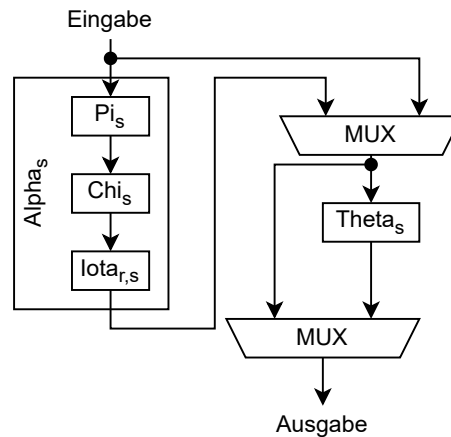 Eingabe
Pi_s
MUX
Alpha_s
Chi_s
Theta_s
Iota_r,s
MUX
Ausgabe